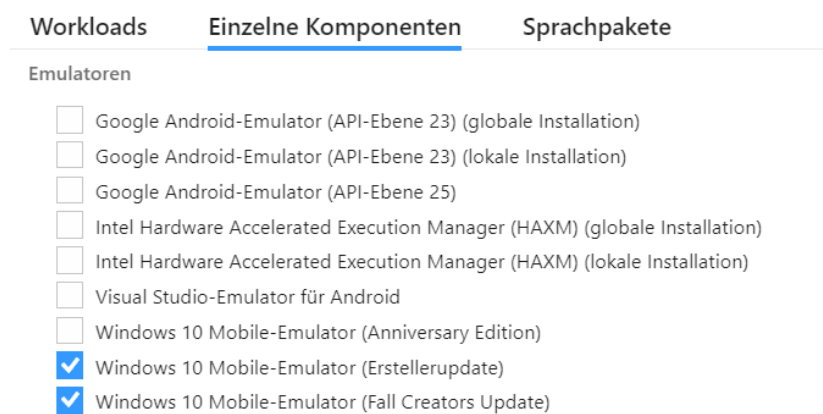 Workloads Einzelne Komponenten Sprachpakete
Emulatoren
Google Android-Emulator (API-Ebene 23) (globale Installation)
Google Android-Emulator (API-Ebene 23) (lokale Installation)
Google Android-Emulator (API-Ebene 25)
Intel Hardware Accelerated Execution Manager (HAXM) (globale Installation)
Intel Hardware Accelerated Execution Manager (HAXM) (lokale Installation)
Visual Studio-Emulator für Android
Windows 10 Mobile-Emulator (Anniversary Edition)
Windows 10 Mobile-Emulator (Erstellerupdate)
Windows 10 Mobile-Emulator (Fall Creators Update)